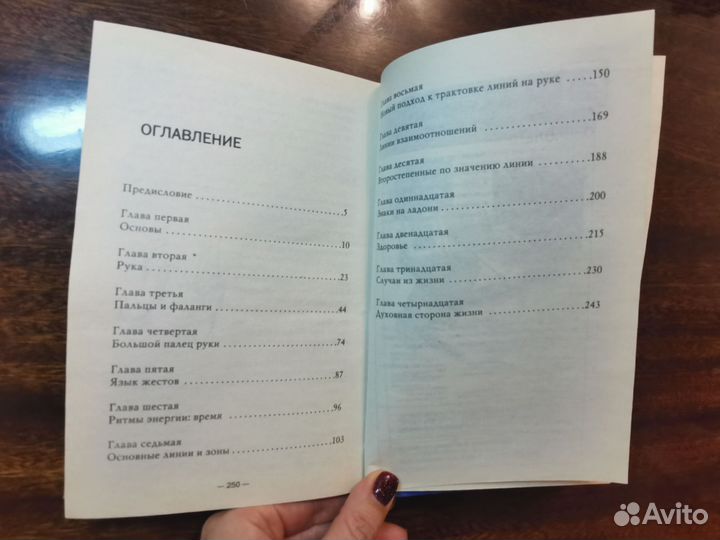 ОГЛАВЛЕНИЕ
Предисловие ..........................5
Глава первая
Основы ..........................10
Глава вторая
Рука ..........................23
Глава третья
Пальцы и фаланги ..........................44
Глава четвертая
Большой палец руки ..........................74
Глава пятая
Язык жестов ..........................87
Глава шестая
Ритмы энергии: время ..........................96
Глава седьмая
Основные линии и зоны ..........................103
— 250 —
Глава восьмая
Новый подход к трактовке линий на руке .....150
Глава девятая
Линии взаимоотношений ..........................169
Глава десятая
Второстепенные по значению линии ..........188
Глава одиннадцатая
Знаки на ладони ..........................200
Глава двенадцатая
Здоровье ..........................215
Глава тринадцатая
Случаи из жизни ..........................230
Глава четырнадцатая
Духовная сторона жизни ..........................243
Avito